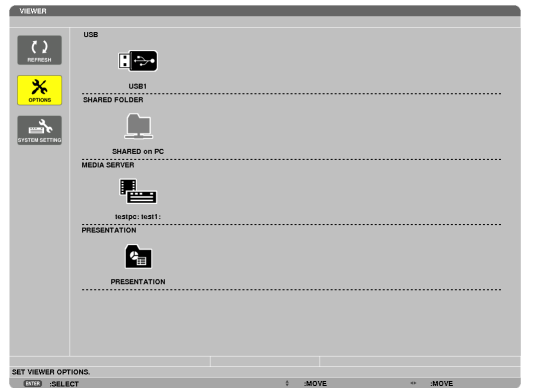 VIEWER
REFRESH
OPTIONS
SYSTEM SETTING
USB
USB1
SHARED FOLDER
SHARED on PC
MEDIA SERVER
testpc: test1:
PRESENTATION
PRESENTATION
SET VIEWER OPTIONS.
ENTER :SELECT :MOVE :MOVE